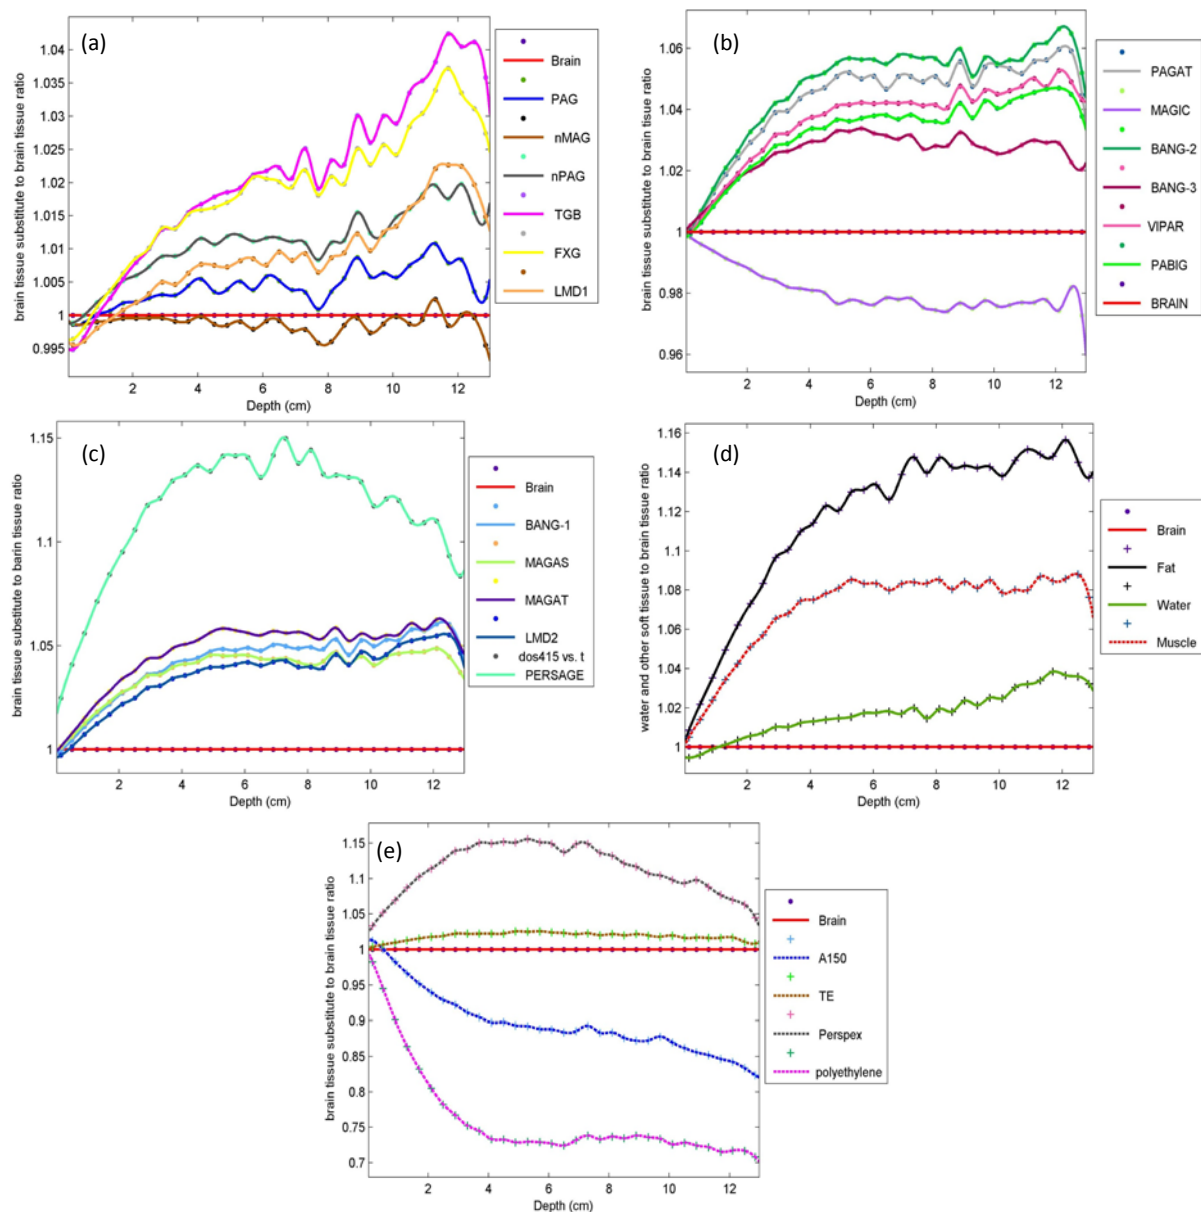 (a)
brain tissue substitute to brain tissue ratio
1.04
1.035
1.03
1.025
1.02
1.015
1.01
1.005
1
0.995
2 4 6 8 10 12
Depth (cm)
Brain
PAG
nMAG
nPAG
TGB
FXG
LMD1
(b)
brain tissue substitute to brain tissue ratio
1.06
1.04
1.02
1
0.98
0.96
2 4 6 8 10 12
Depth (cm)
PAGAT
MAGIC
BANG-2
BANG-3
VIPAR
PABIG
BRAIN
(c)
brain tissue substitute to barin tissue ratio
1.15
1.1
1.05
1
2 4 6 8 10 12
Depth (cm)
Brain
BANG-1
MAGAS
MAGAT
LMD2
dos415 vs. t
PERSAGE
(d)
water and other soft tissue to brain tissue ratio
1.16
1.14
1.12
1.1
1.08
1.06
1.04
1.02
1
2 4 6 8 10 12
Depth (cm)
Brain
Fat
Water
Muscle
(e)
brain tissue substitute to brain tissue ratio
1.15
1.1
1.05
1
0.95
0.9
0.85
0.8
0.75
0.7
2 4 6 8 10 12
Depth (cm)
Brain
A150
TE
Perspex
polyethylene